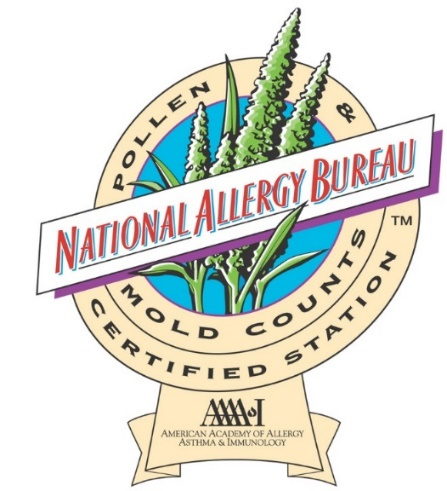 POLLEN &
NATIONAL ALLERGY BUREAU
TM
MOLD COUNTS
CERTIFIED STATION
AAAAI
AMERICAN ACADEMY OF ALLERGY
ASTHMA & IMMUNOLOGY